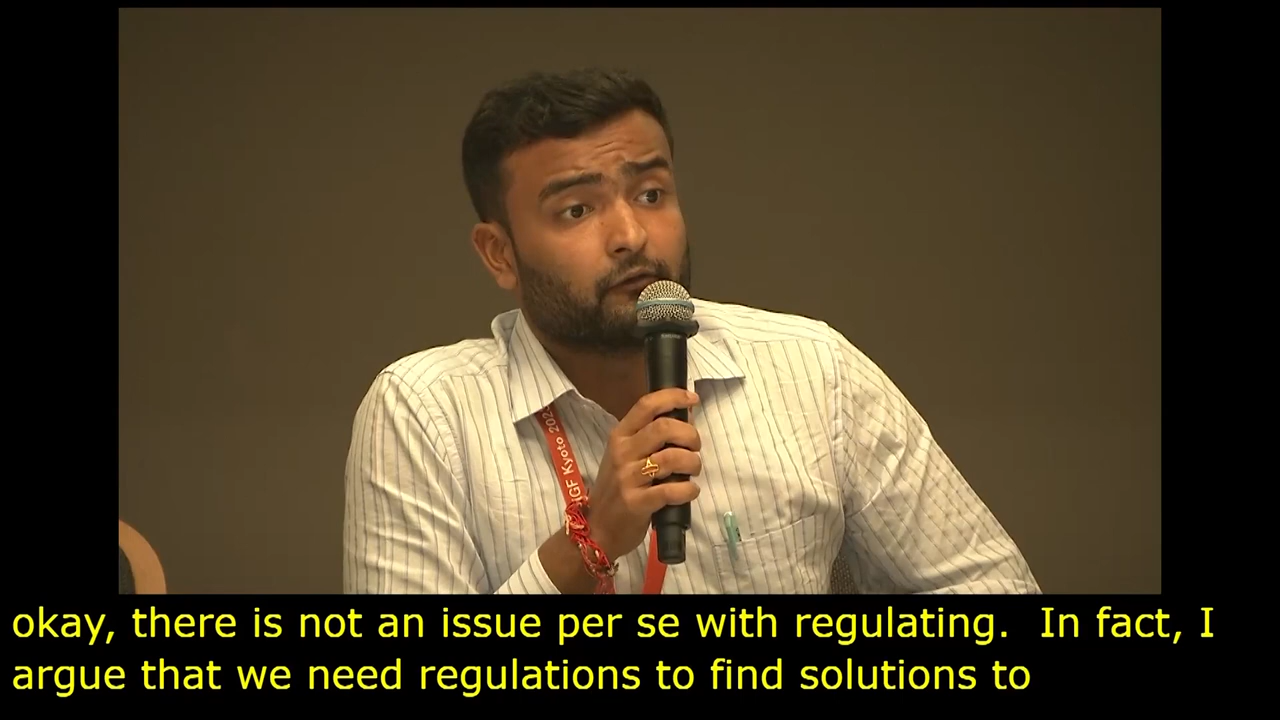 IGF Kyoto 202
okay, there is not an issue per se with regulating.  In fact, I
argue that we need regulations to find solutions to